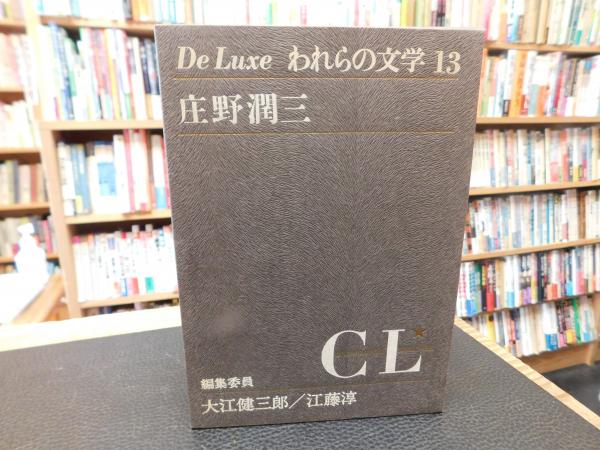 De Luxe われらの文学 13
庄野潤三
CL
編集委員
大江健三郎/江藤淳